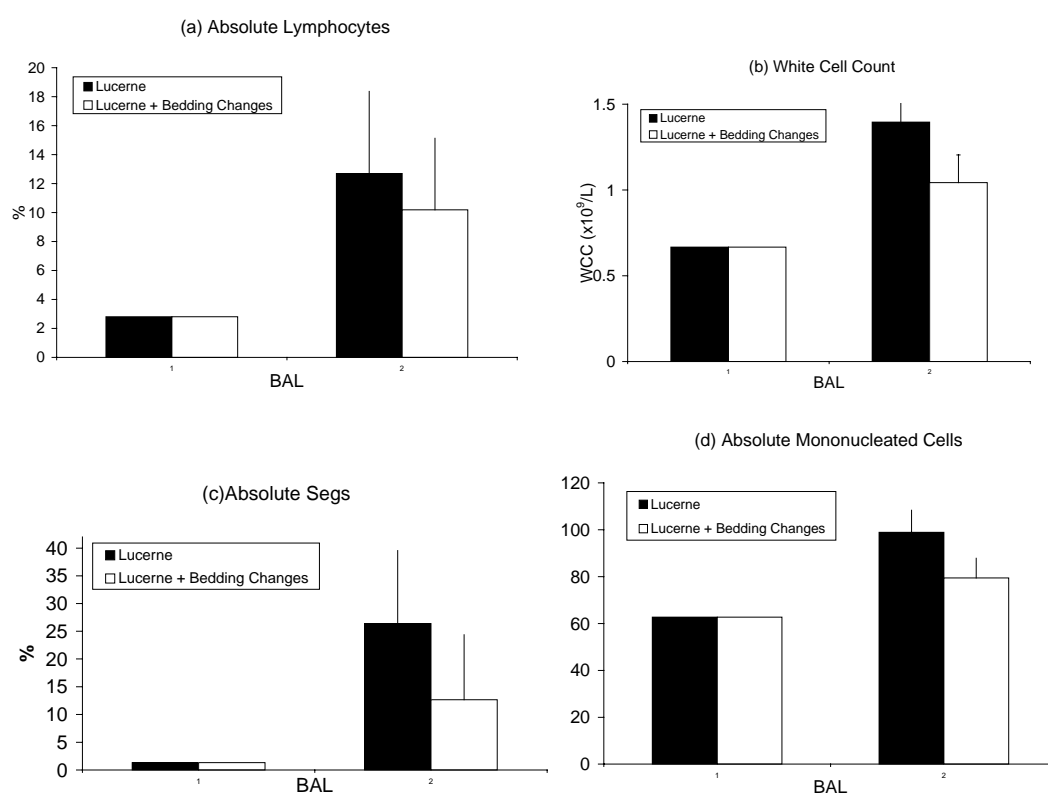 (a) Absolute Lymphocytes
20
18
16
14
12
10
8
6
4
2
0
%
Lucerne
Lucerne + Bedding Changes
1
2
BAL
(b) White Cell Count
1.5
1
0.5
0
WCC (x10⁹/L)
Lucerne
Lucerne + Bedding Changes
1
2
BAL
(c)Absolute Segs
40
35
30
25
20
15
10
5
0
%
Lucerne
Lucerne + Bedding Changes
1
2
BAL
(d) Absolute Mononucleated Cells
120
100
80
60
40
20
0
Lucerne
Lucerne + Bedding Changes
1
2
BAL